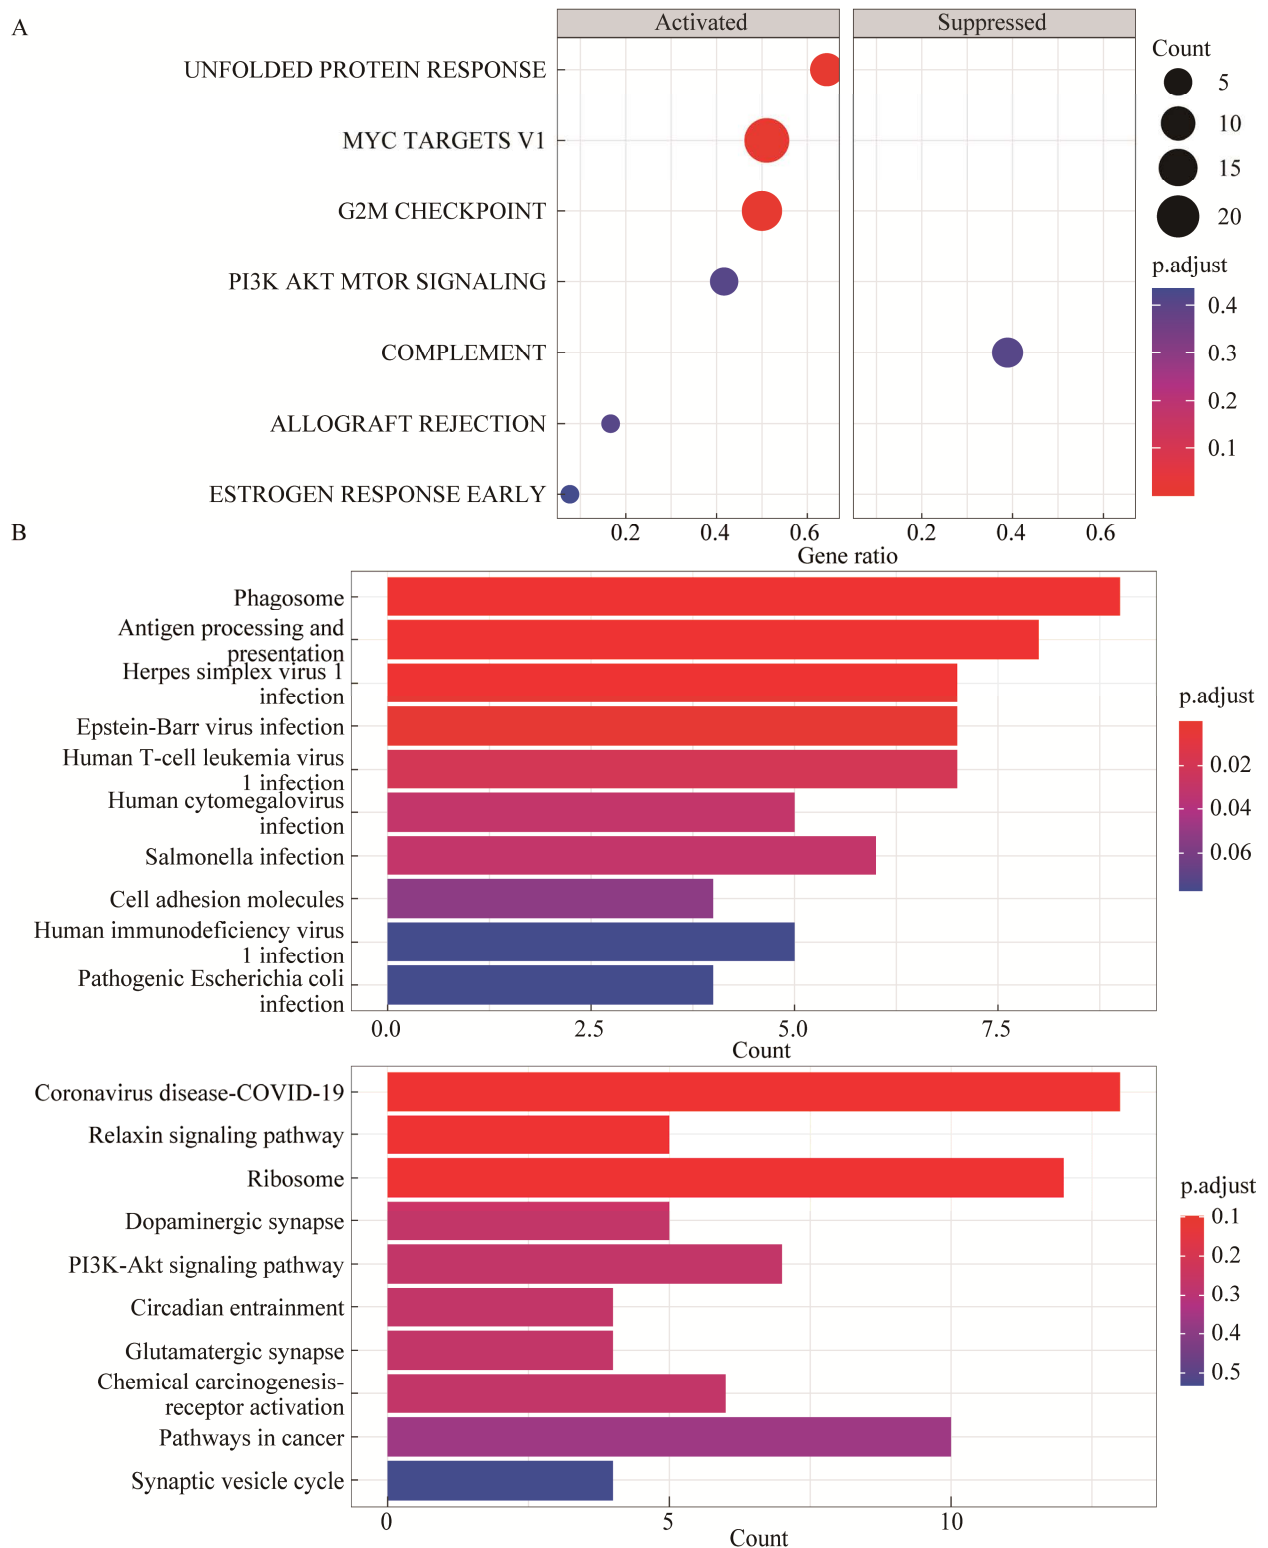 A
Activated
Suppressed
UNFOLDED PROTEIN RESPONSE
MYC TARGETS V1
G2M CHECKPOINT
PI3K AKT MTOR SIGNALING
COMPLEMENT
ALLOGRAFT REJECTION
ESTROGEN RESPONSE EARLY
0.2
0.4
0.6
0.2
0.4
0.6
Gene ratio
Count
5
10
15
20
p.adjust
0.4
0.3
0.2
0.1
B
Phagosome
Antigen processing and
presentation
Herpes simplex virus 1
infection
Epstein-Barr virus infection
Human T-cell leukemia virus
1 infection
Human cytomegalovirus
infection
Salmonella infection
Cell adhesion molecules
Human immunodeficiency virus
1 infection
Pathogenic Escherichia coli
infection
0.0
2.5
5.0
7.5
Count
p.adjust
0.02
0.04
0.06
Coronavirus disease-COVID-19
Relaxin signaling pathway
Ribosome
Dopaminergic synapse
PI3K-Akt signaling pathway
Circadian entrainment
Glutamatergic synapse
Chemical carcinogenesis-
receptor activation
Pathways in cancer
Synaptic vesicle cycle
0
5
10
Count
p.adjust
0.1
0.2
0.3
0.4
0.5